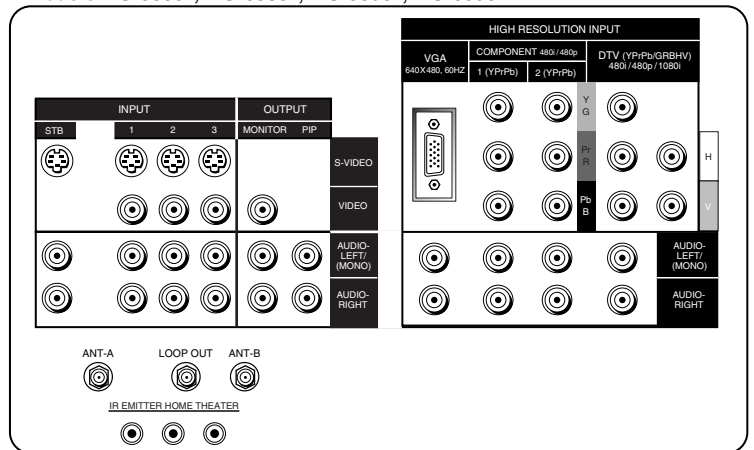 HIGH RESOLUTION INPUT
VGA
640X480, 60HZ
COMPONENT 480i/480p
1 (YPrPb) 2 (YPrPb)
DTV (YPrPb/GRBHV)
480i/480p/1080i
Y
G
Pr
R
Pb
B
H
V
AUDIO-
LEFT/
(MONO)
AUDIO-
RIGHT
INPUT OUTPUT
STB 1 2 3 MONITOR PIP
S-VIDEO
VIDEO
AUDIO-
LEFT/
(MONO)
AUDIO-
RIGHT
ANT-A LOOP OUT ANT-B
IR EMITTER HOME THEATER